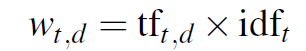 w_{t,d} = tf_{t,d} × idf_t